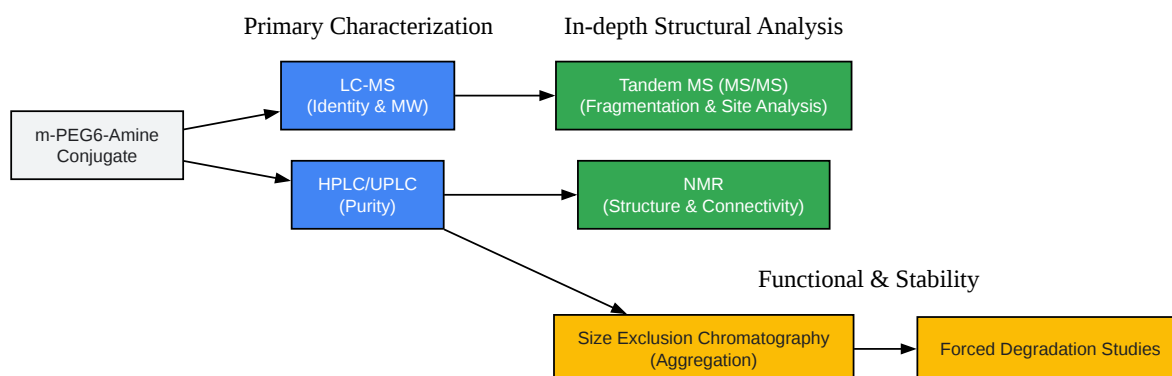 Primary Characterization
In-depth Structural Analysis
LC-MS
(Identity & MW)
Tandem MS (MS/MS)
(Fragmentation & Site Analysis)
m-PEG6-Amine
Conjugate
HPLC/UPLC
(Purity)
NMR
(Structure & Connectivity)
Functional & Stability
Size Exclusion Chromatography
(Aggregation)
Forced Degradation Studies